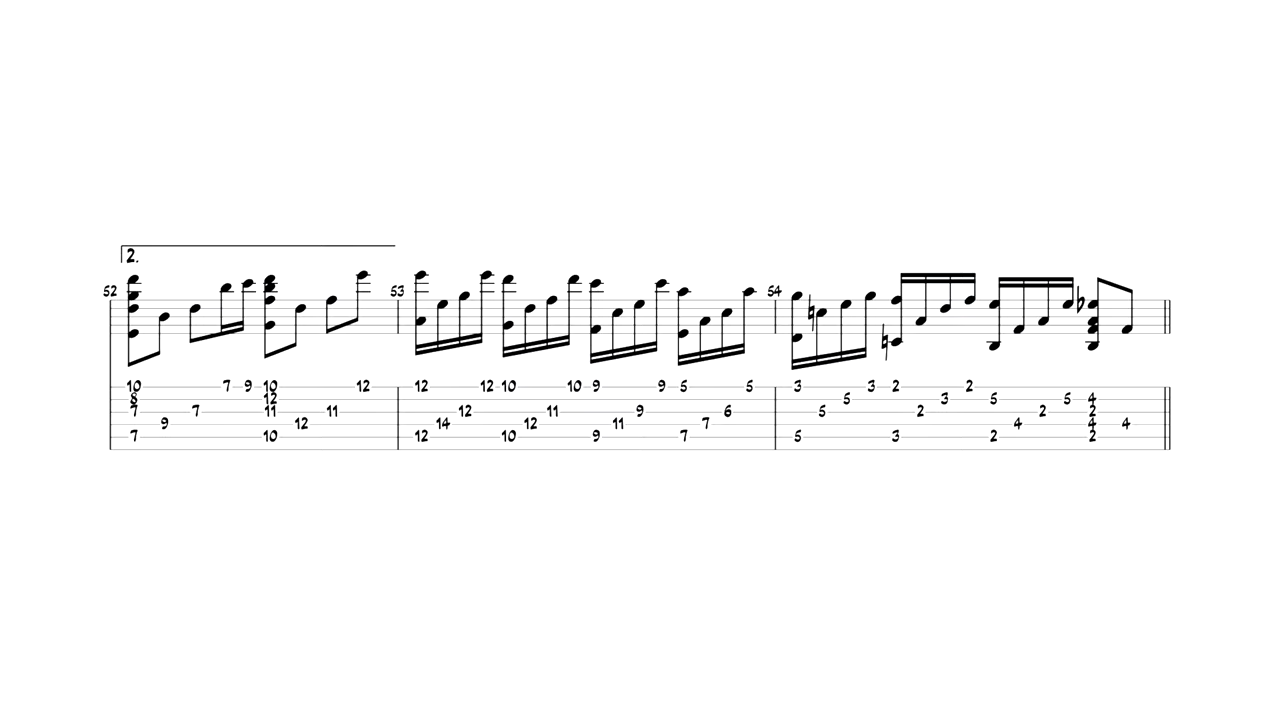 2.
52 53 54
10 7 9 10 12 12 12 10 10 9 9 5 5 3 3 2 2
8 12 5 3 5 5 4
7 7 11 11 12 11 9 6 5 2 2 2
9 12 14 12 11 7 4 4 4
7 10 12 10 9 7 5 3 2 2